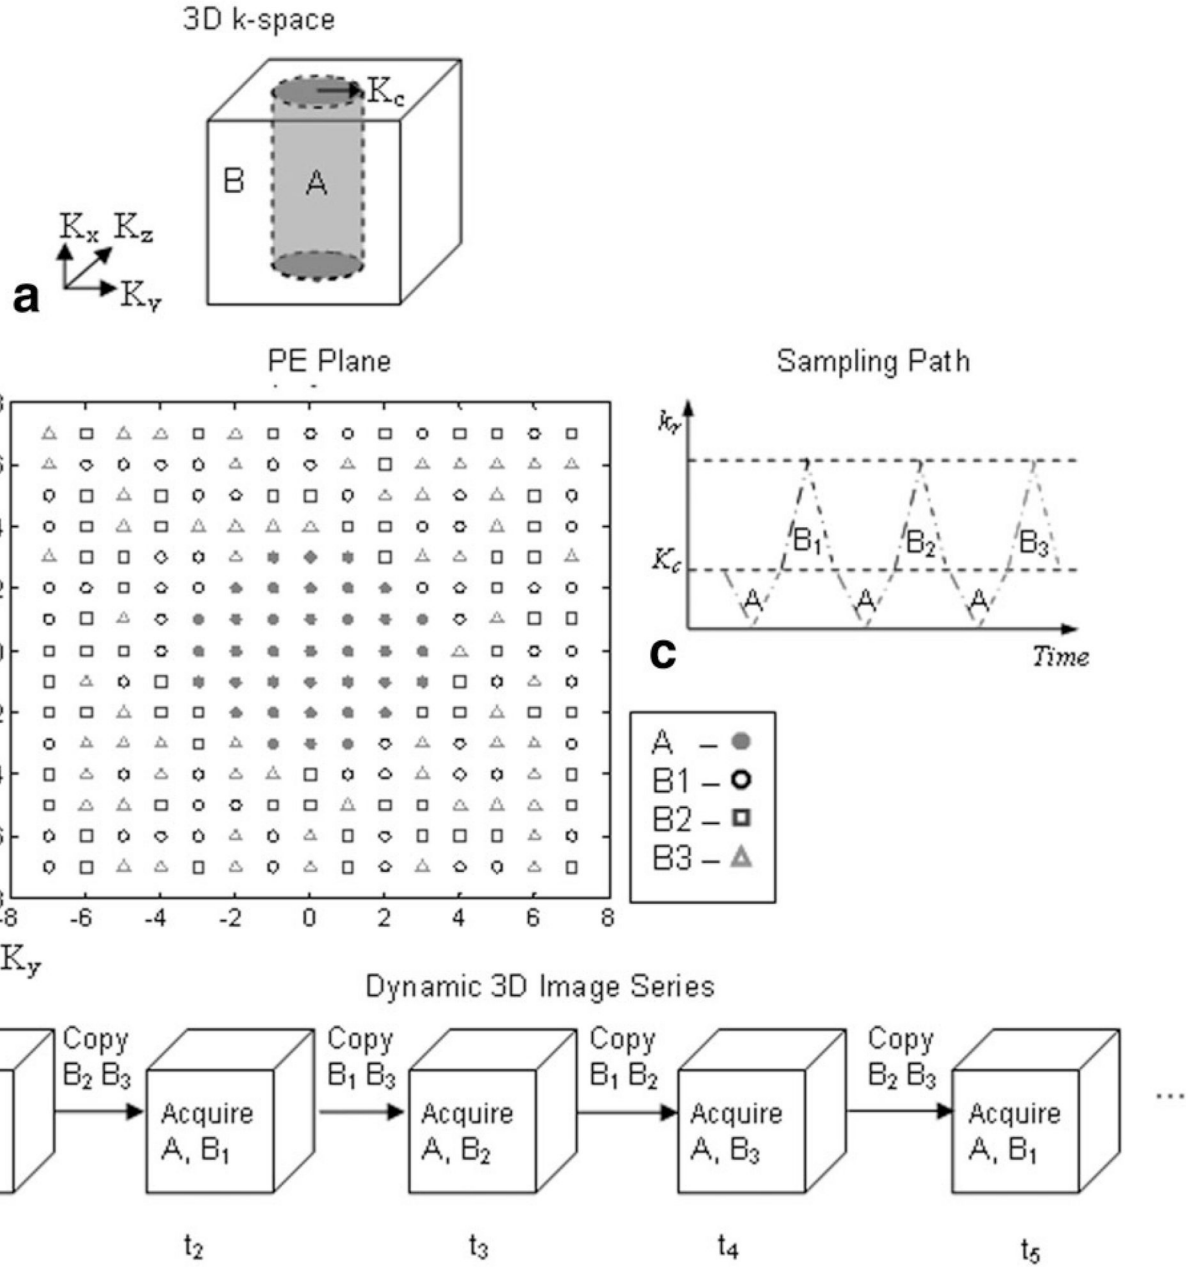 3D k-space
Kc
B
A
Kx
Kz
Ky
a
PE Plane
Sampling Path
kr
Kc
B1
B2
B3
A
A
A
c
Time
A – 
B1 –
B2 –
B3 –
-8
-6
-4
-2
0
2
4
6
8
Ky
Dynamic 3D Image Series
Copy
B2 B3
Copy
B1 B3
Copy
B1 B2
Copy
B2 B3
Acquire
A, B1
Acquire
A, B2
Acquire
A, B3
Acquire
A, B1
...
t2
t3
t4
t5